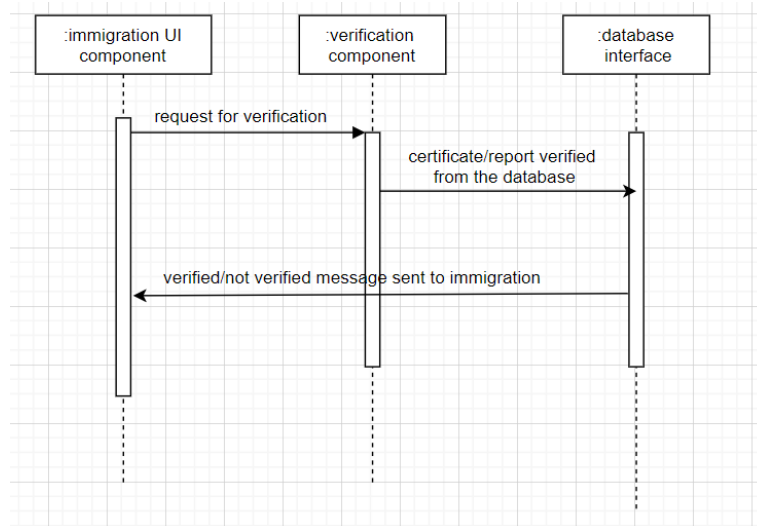 :immigration UI
component
:verification
component
:database
interface
request for verification
certificate/report verified
from the database
verified/not verified message sent to immigration